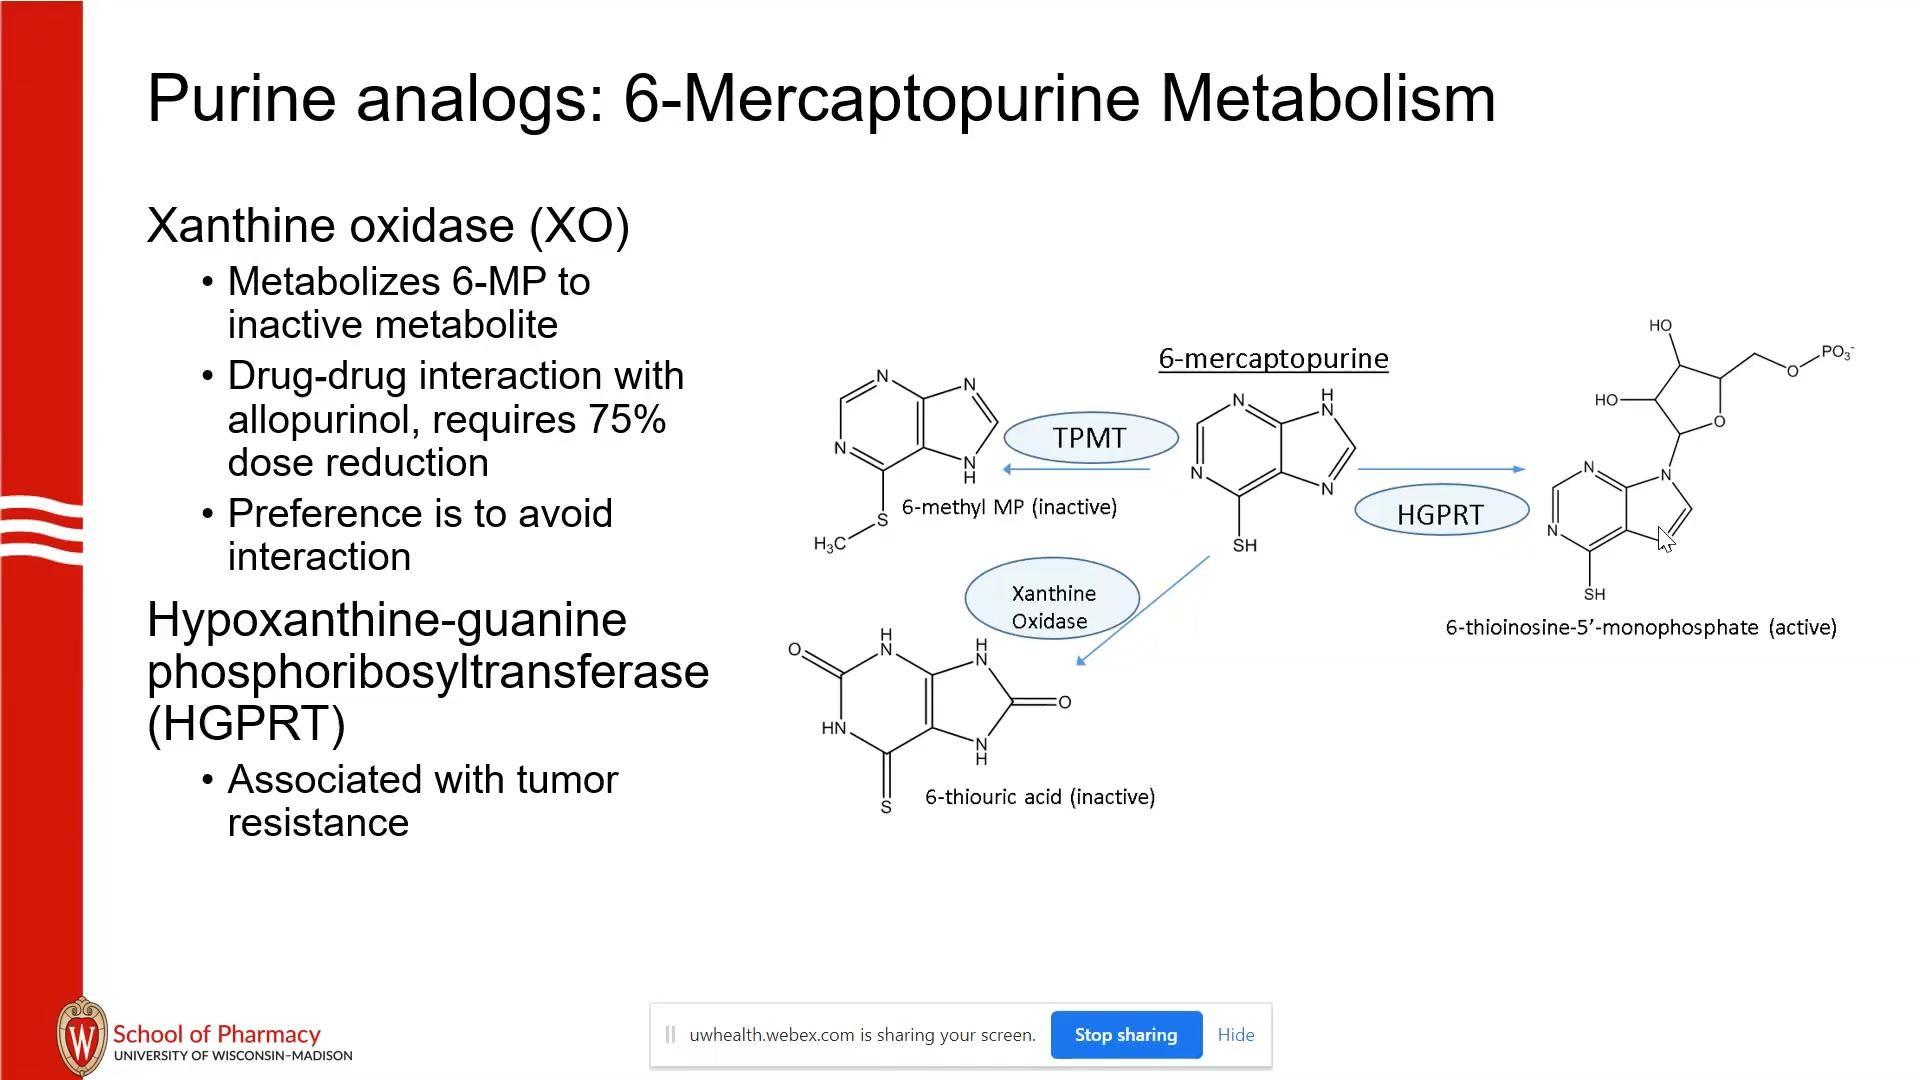 Purine analogs: 6-Mercaptopurine Metabolism
Xanthine oxidase (XO)
• Metabolizes 6-MP to
inactive metabolite
• Drug-drug interaction with
allopurinol, requires 75%
dose reduction
• Preference is to avoid
interaction
Hypoxanthine-guanine
phosphoribosyltransferase
(HGPRT)
• Associated with tumor
resistance
6-mercaptopurine
N
N
N
N
H
S
H₃C
6-methyl MP (inactive)
TPMT
N
H
N
N
N
SH
HGPRT
HO
HO
O
O
PO₃⁻
N
N
N
SH
6-thioinosine-5’-monophosphate (active)
Xanthine
Oxidase
O
H
N
H
N
O
HN
N
H
S
6-thiouric acid (inactive)
W
School of Pharmacy
UNIVERSITY OF WISCONSIN–MADISON
uwhealth.webex.com is sharing your screen.
Stop sharing
Hide